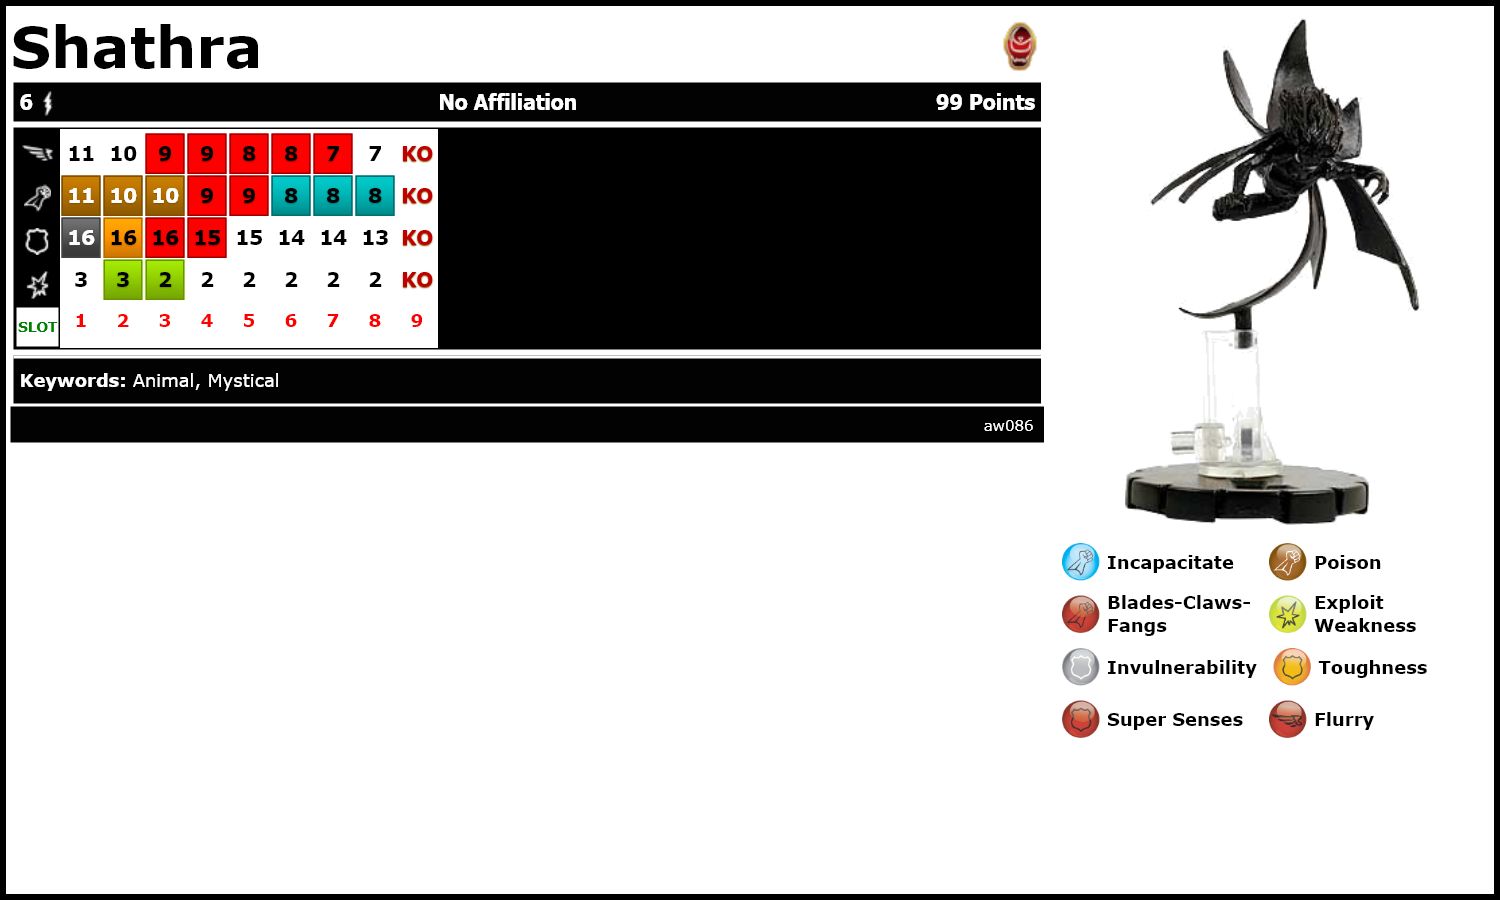 Shathra
6 No Affiliation 99 Points
11 10 9 9 8 8 7 7 KO
11 10 10 9 9 8 8 8 KO
16 16 16 15 15 14 14 13 KO
3 3 2 2 2 2 2 2 KO
SLOT 1 2 3 4 5 6 7 8 9
Keywords: Animal, Mystical
aw086
Incapacitate Poison
Blades-Claws-
Fangs
Exploit
Weakness
Invulnerability Toughness
Super Senses Flurry